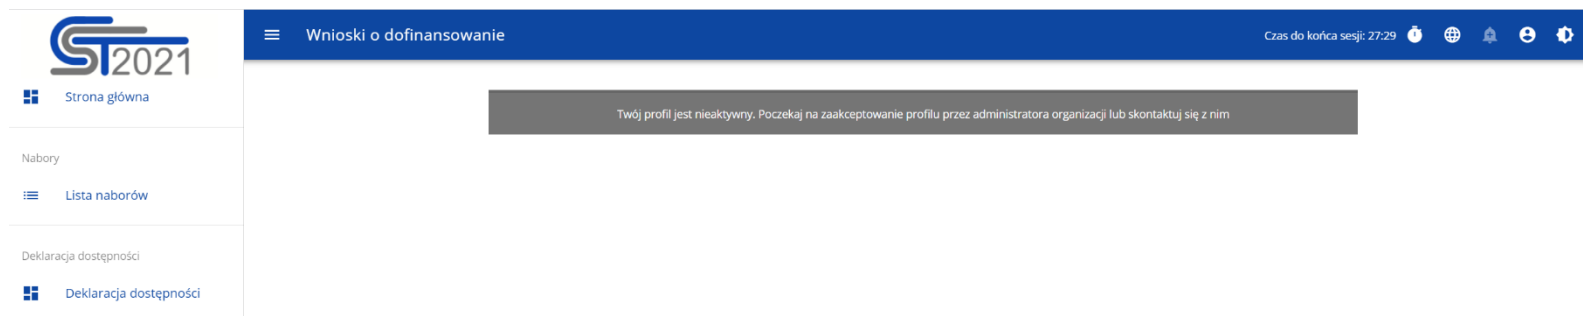 CST2021
Wnioski o dofinansowanie
Czas do końca sesji: 27:29
Strona główna
Twój profil jest nieaktywny. Poczekaj na zaakceptowanie profilu przez administratora organizacji lub skontaktuj się z nim
Nabory
Lista naborów
Deklaracja dostępności
Deklaracja dostępności